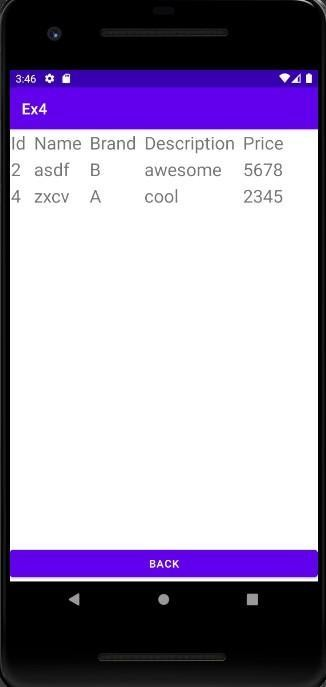 3:46
Ex4
Id Name Brand Description Price
2 asdf B awesome 5678
4 zxcv A cool 2345
BACK